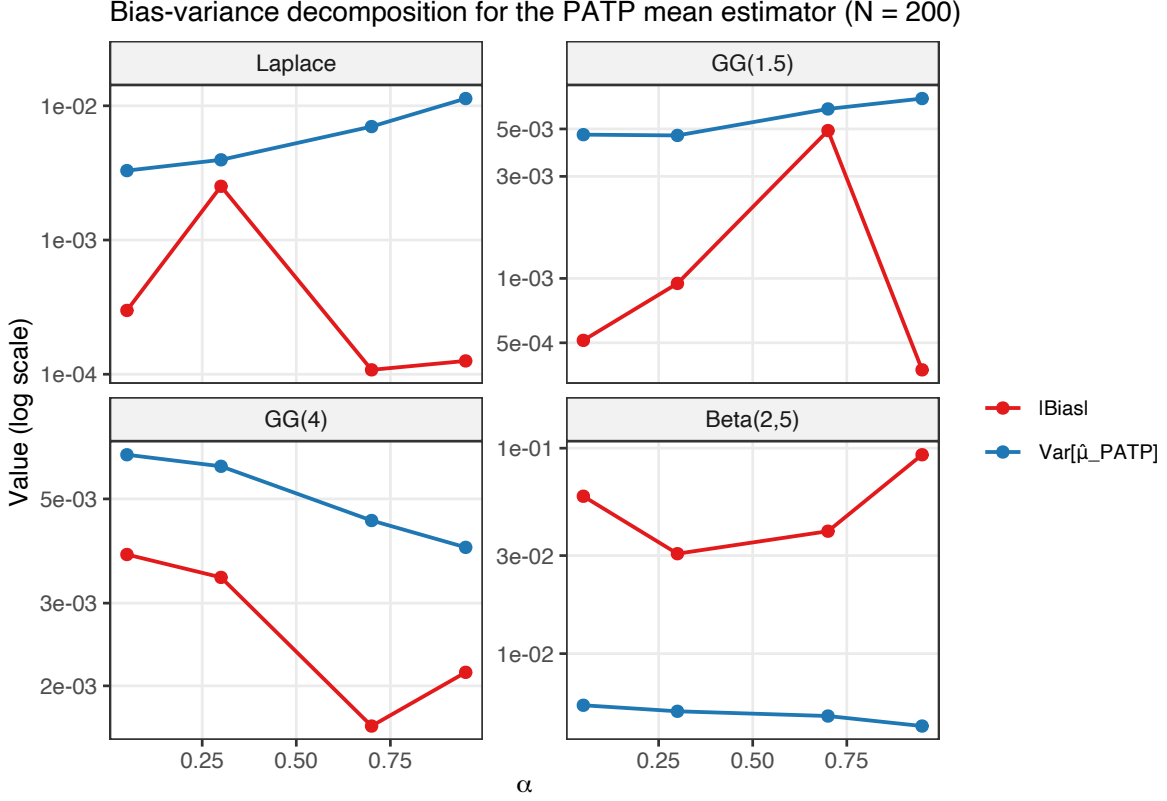 Bias-variance decomposition for the PATP mean estimator (N = 200)
Laplace
GG(1.5)
1e-02
1e-03
1e-04
5e-03
3e-03
1e-03
5e-04
GG(4)
Beta(2,5)
5e-03
3e-03
2e-03
1e-01
3e-02
1e-02
0.25 0.50 0.75
0.25 0.50 0.75
α
Value (log scale)
|Bias|
Var[μ̂_PATP]